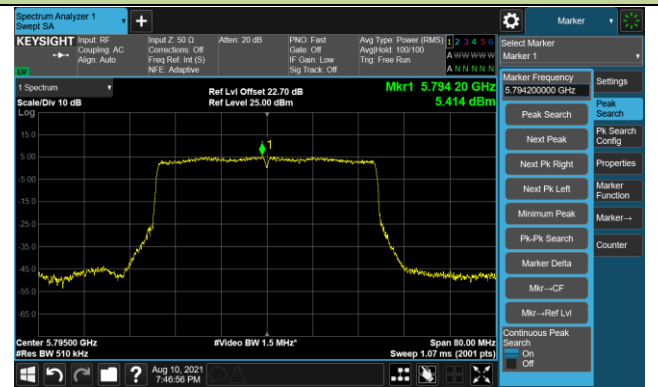 Spectrum Analyzer 1
Swept SA
Marker
KEYSIGHT
Input: RF
Coupling: AC
Align: Auto
Input Z: 50 Ω
Corrections: Off
Freq Ref: Int (S)
NFE: Adaptive
Atten: 20 dB
PNO: Fast
Gate: Off
IF Gain: Low
Sig Track: Off
Avg Type: Power (RMS)
Avg|Hold: 100/100
Trig: Free Run
1 2 3 4 5 6
A W W W W W
A N N N N N
LXI
Select Marker
Marker 1
1 Spectrum
Scale/Div 10 dB
Log
Ref Lvl Offset 22.70 dB
Ref Level 25.00 dBm
Mkr1 5.794 20 GHz
5.414 dBm
15.0
5.00
-5.00
-15.0
-25.0
-35.0
-45.0
-55.0
-65.0
1
Center 5.79500 GHz
#Res BW 510 kHz
#Video BW 1.5 MHz*
Span 80.00 MHz
Sweep 1.07 ms (2001 pts)
Marker Frequency
5.794200000 GHz
Peak Search
Next Peak
Next Pk Right
Next Pk Left
Minimum Peak
Pk-Pk Search
Marker Delta
Mkr→CF
Mkr→Ref Lvl
Continuous Peak
Search
On
Off
Settings
Peak
Search
Pk Search
Config
Properties
Marker
Function
Marker→
Counter
?
Aug 10, 2021
7:46:56 PM